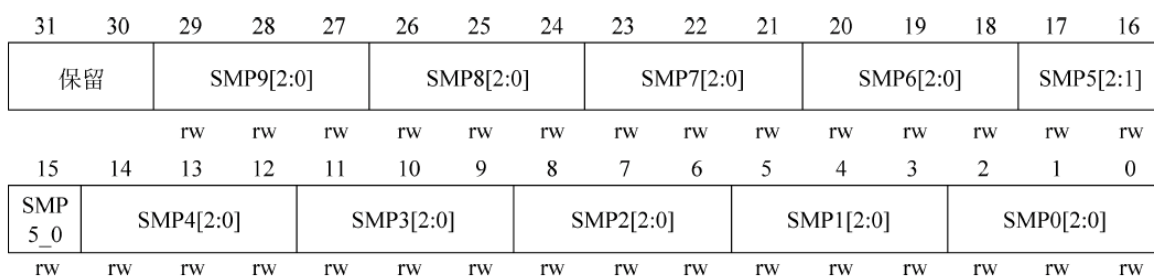 31 30 29 28 27 26 25 24 23 22 21 20 19 18 17 16
保留 SMP9[2:0] SMP8[2:0] SMP7[2:0] SMP6[2:0] SMP5[2:1]
rw rw rw rw rw rw rw rw rw rw rw rw rw rw
15 14 13 12 11 10 9 8 7 6 5 4 3 2 1 0
SMP
5_0 SMP4[2:0] SMP3[2:0] SMP2[2:0] SMP1[2:0] SMP0[2:0]
rw rw rw rw rw rw rw rw rw rw rw rw rw rw rw rw